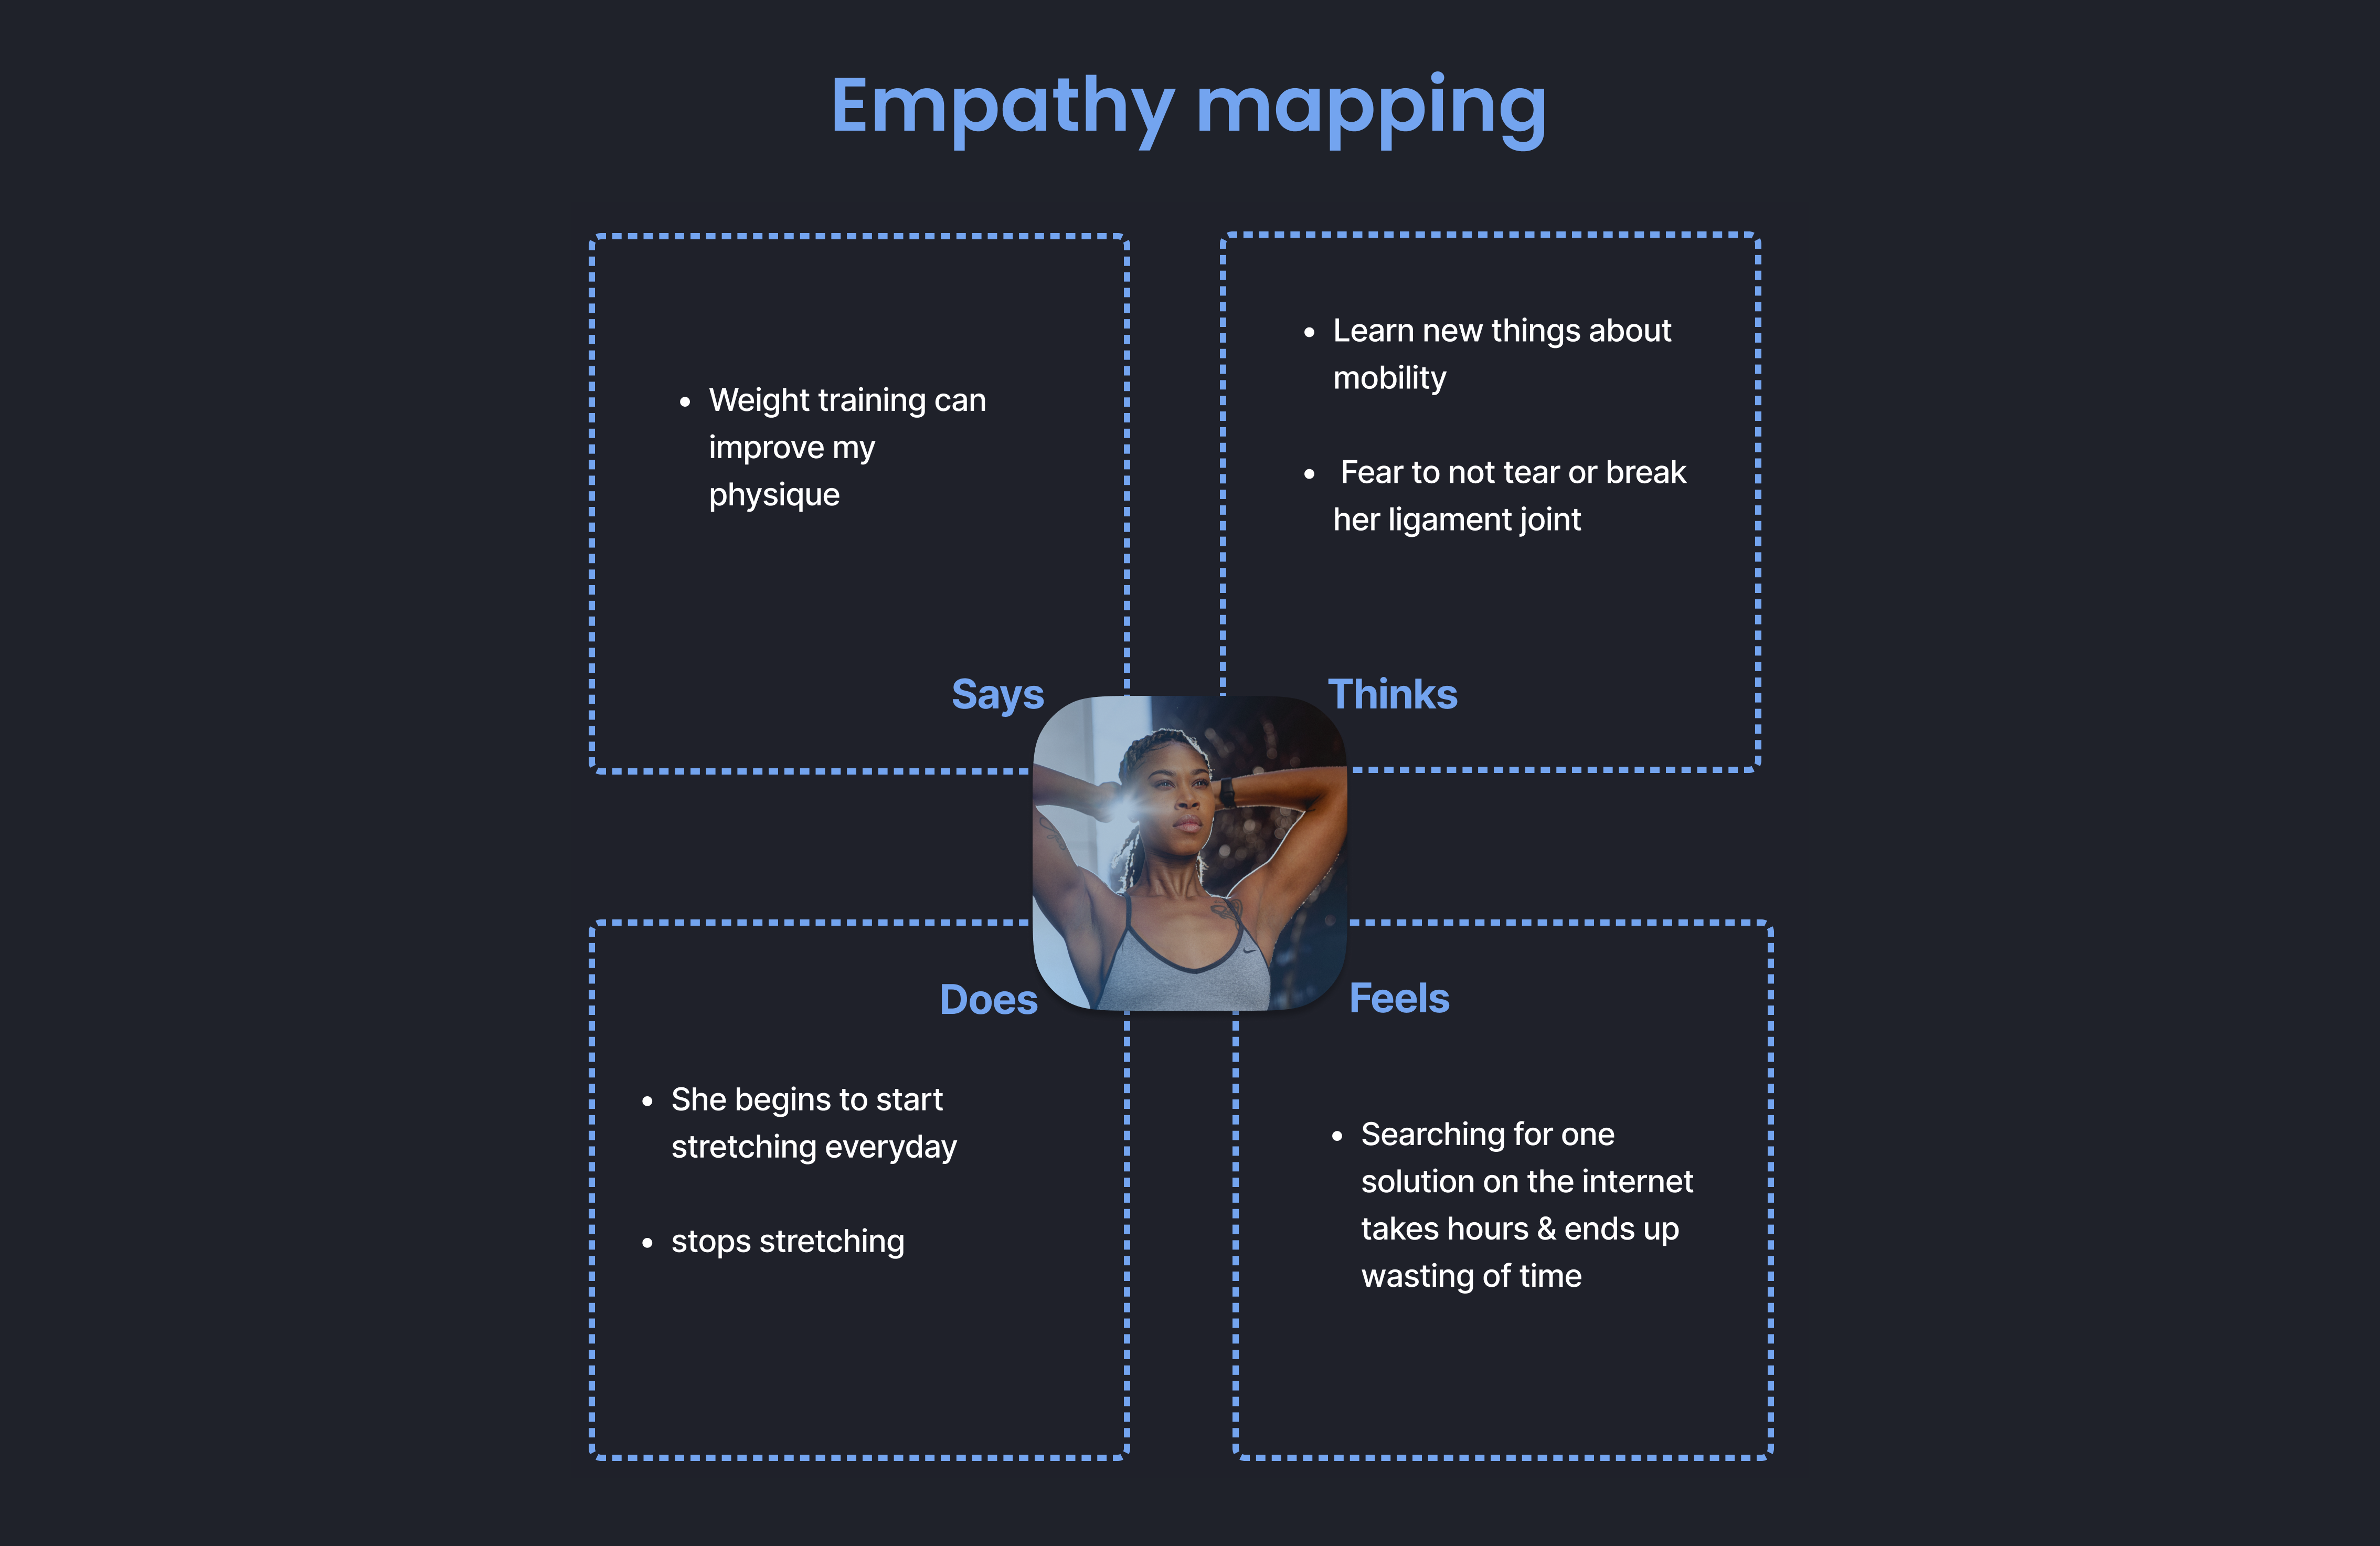 Empathy mapping
• Weight training can
improve my
physique
Says
• Learn new things about
mobility
• Fear to not tear or break
her ligament joint
Thinks
Does
• She begins to start
stretching everyday
• stops stretching
Feels
• Searching for one
solution on the internet
takes hours & ends up
wasting of time